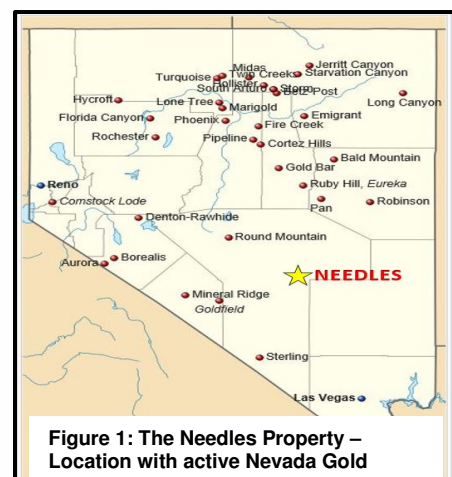 Jerritt Canyon
Midas
Turquoise Twin Creeks Starvation Canyon
Hollister
South Arturo Storm
Betz-Post
Hycroft Lone Tree Long Canyon
Marigold
Florida Canyon Emigrant
Phoenix Fire Creek
Rochester Pipeline
Cortez Hills
Bald Mountain
Gold Bar
Reno Ruby Hill, Eureka
Comstock Lode Pan Robinson
Denton-Rawhide
Round Mountain
Borealis
Aurora
NEEDLES
Mineral Ridge
Goldfield
Sterling
Las Vegas
Figure 1: The Needles Property –
Location with active Nevada Gold